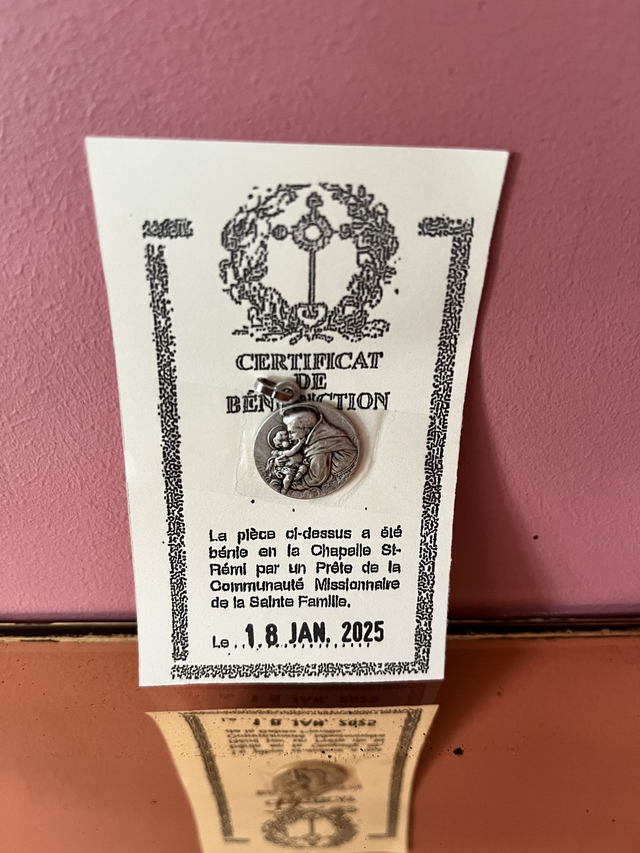 CERTIFICAT
DE
BÉNÉDICTION
La pièce ci-dessus a été
bénie en la Chapelle St-
Rémi par un Prête de la
Communauté Missionnaire
de la Sainte Famille.
Le 18 JAN. 2025